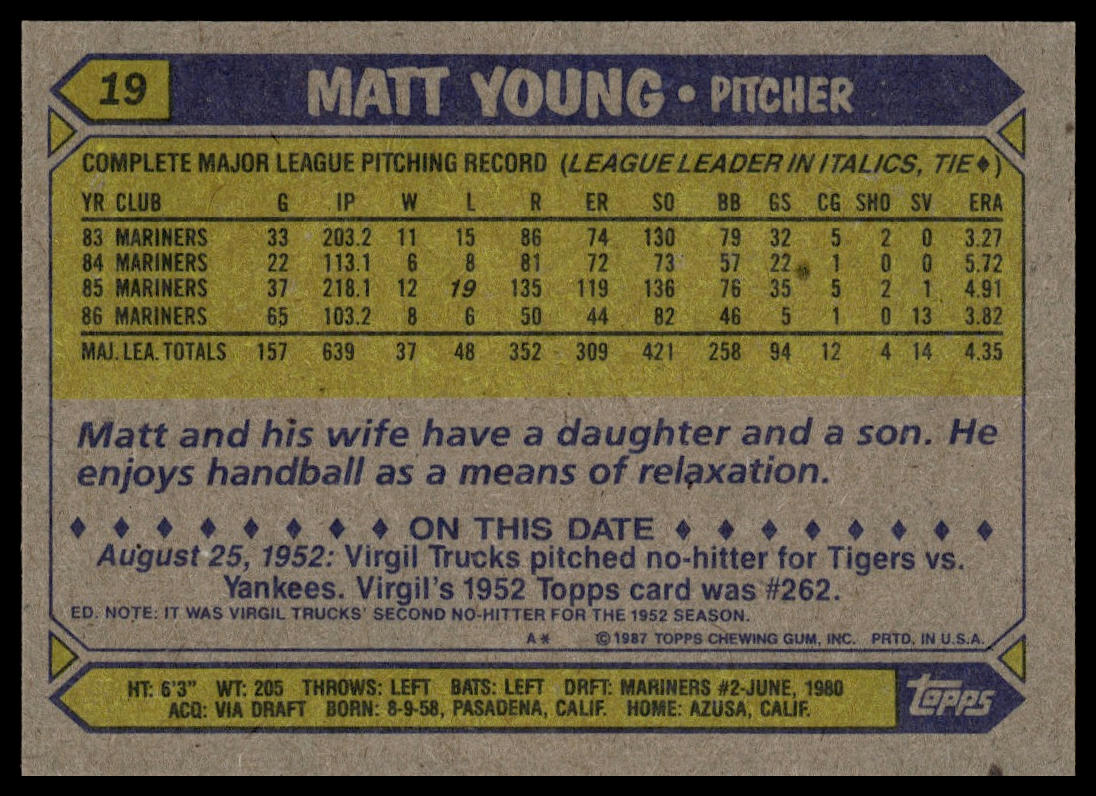 19 MATT YOUNG • PITCHER
COMPLETE MAJOR LEAGUE PITCHING RECORD (LEAGUE LEADER IN ITALICS, TIE♦)
YR CLUB G IP W L R ER SO BB GS CG SHO SV ERA
83 MARINERS 33 203.2 11 15 86 74 130 79 32 5 2 0 3.27
84 MARINERS 22 113.1 6 8 81 72 73 57 22 1 0 0 5.72
85 MARINERS 37 218.1 12 19 135 119 136 76 35 5 2 1 4.91
86 MARINERS 65 103.2 8 6 50 44 82 46 5 1 0 13 3.82
MAJ. LEA. TOTALS 157 639 37 48 352 309 421 258 94 12 4 14 4.35
Matt and his wife have a daughter and a son. He
enjoys handball as a means of relaxation.
♦ ♦ ♦ ♦ ♦ ♦ ♦ ♦ ON THIS DATE ♦ ♦ ♦ ♦ ♦ ♦ ♦ ♦
August 25, 1952: Virgil Trucks pitched no-hitter for Tigers vs.
Yankees. Virgil's 1952 Topps card was #262.
ED. NOTE: IT WAS VIRGIL TRUCKS' SECOND NO-HITTER FOR THE 1952 SEASON.
A* ©1987 TOPPS CHEWING GUM, INC. PRTD. IN U.S.A.
HT: 6'3" WT: 205 THROWS: LEFT BATS: LEFT DRFT: MARINERS #2-JUNE, 1980
ACQ: VIA DRAFT BORN: 8-9-58, PASADENA, CALIF. HOME: AZUSA, CALIF.
topps